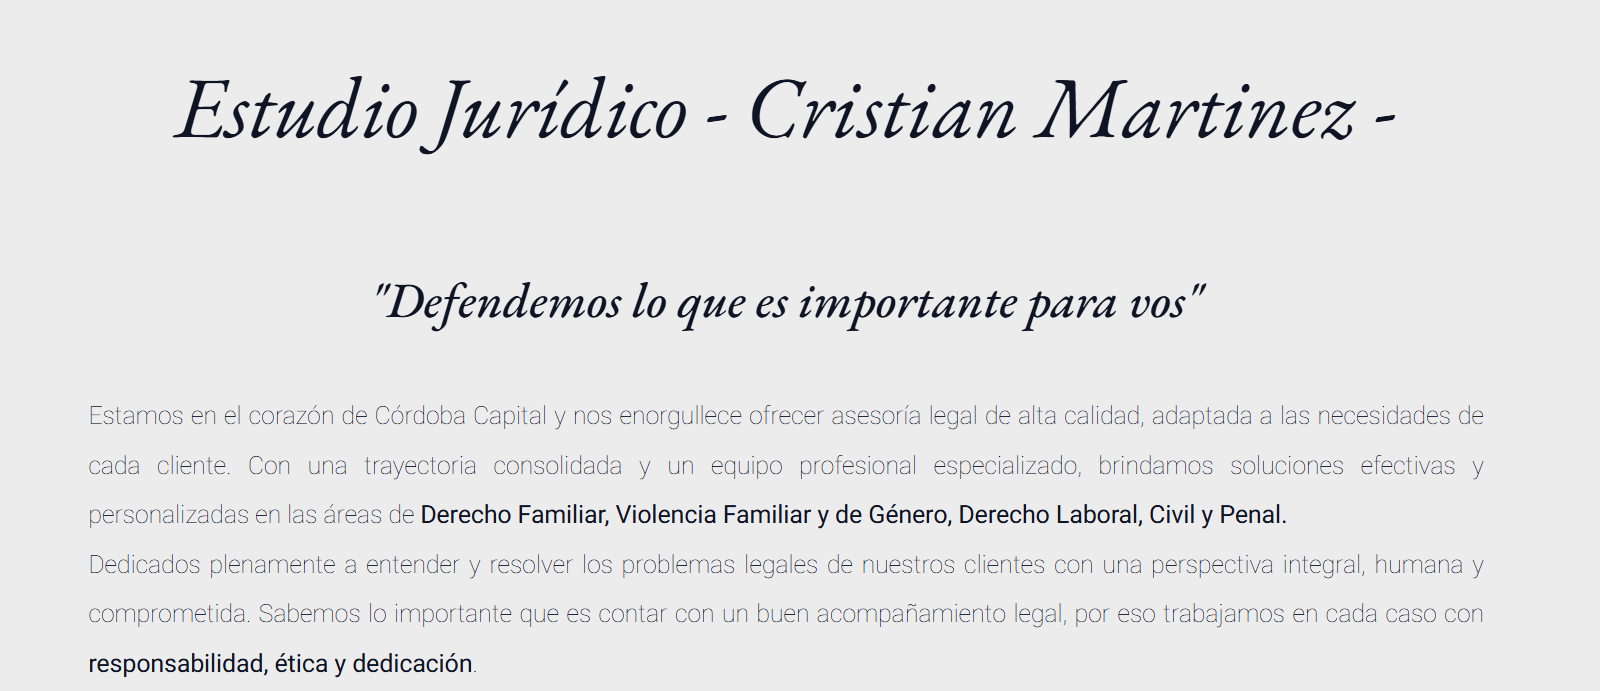 Estudio Jurídico - Cristian Martinez -
"Defendemos lo que es importante para vos"
Estamos en el corazón de Córdoba Capital y nos enorgullece ofrecer asesoría legal de alta calidad, adaptada a las necesidades de
cada cliente. Con una trayectoria consolidada y un equipo profesional especializado, brindamos soluciones efectivas y
personalizadas en las áreas de Derecho Familiar, Violencia Familiar y de Género, Derecho Laboral, Civil y Penal.
Dedicados plenamente a entender y resolver los problemas legales de nuestros clientes con una perspectiva integral, humana y
comprometida. Sabemos lo importante que es contar con un buen acompañamiento legal, por eso trabajamos en cada caso con
responsabilidad, ética y dedicación.